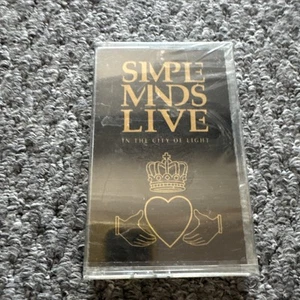 SIMPLE
MINDS
LIVE
IN THE CITY OF LIGHT